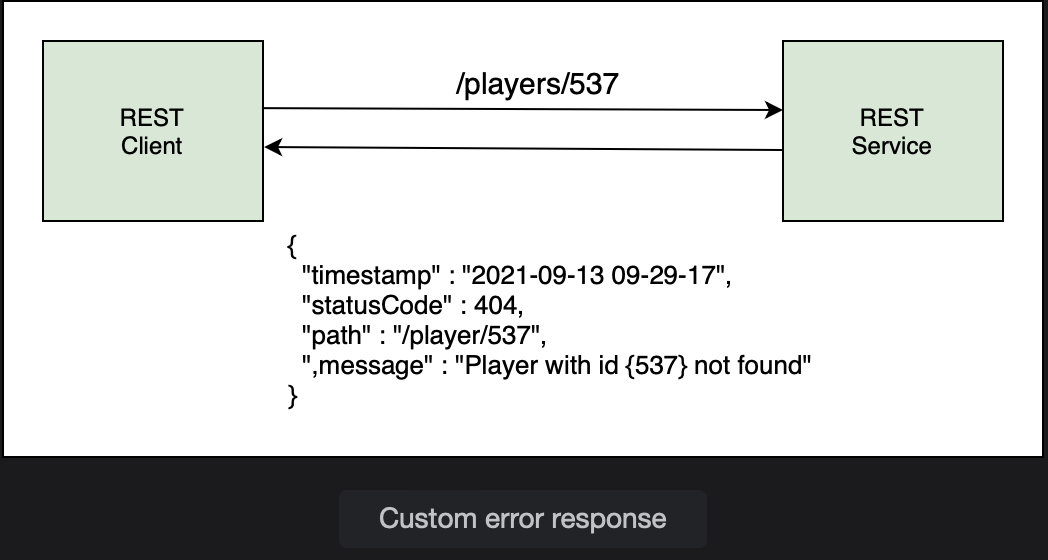 REST
Client
/players/537
REST
Service
{
"timestamp" : "2021-09-13 09-29-17",
"statusCode" : 404,
"path" : "/player/537",
",message" : "Player with id {537} not found"
}
Custom error response